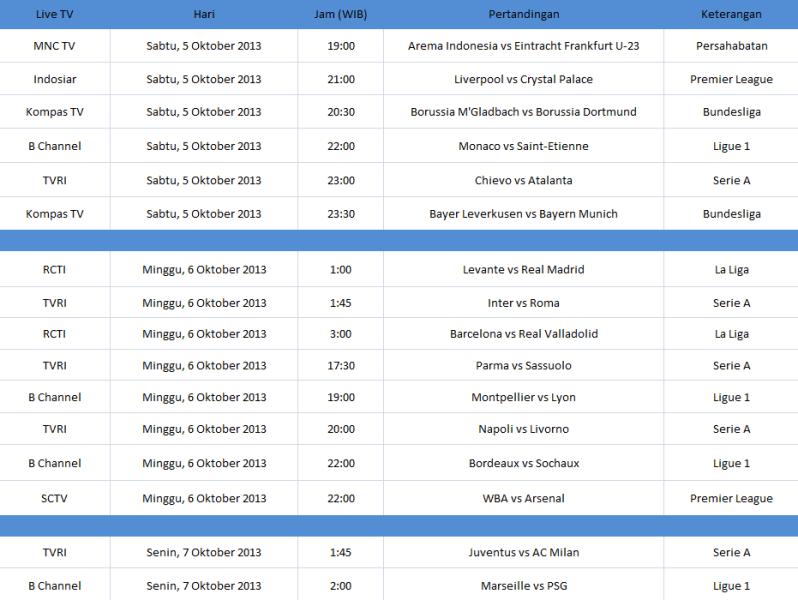 Live TV Hari Jam (WIB) Pertandingan Keterangan
MNC TV Sabtu, 5 Oktober 2013 19:00 Arema Indonesia vs Eintracht Frankfurt U-23 Persahabatan
Indosiar Sabtu, 5 Oktober 2013 21:00 Liverpool vs Crystal Palace Premier League
Kompas TV Sabtu, 5 Oktober 2013 20:30 Borussia M'Gladbach vs Borussia Dortmund Bundesliga
B Channel Sabtu, 5 Oktober 2013 22:00 Monaco vs Saint-Etienne Ligue 1
TVRI Sabtu, 5 Oktober 2013 23:00 Chievo vs Atalanta Serie A
Kompas TV Sabtu, 5 Oktober 2013 23:30 Bayer Leverkusen vs Bayern Munich Bundesliga
RCTI Minggu, 6 Oktober 2013 1:00 Levante vs Real Madrid La Liga
TVRI Minggu, 6 Oktober 2013 1:45 Inter vs Roma Serie A
RCTI Minggu, 6 Oktober 2013 3:00 Barcelona vs Real Valladolid La Liga
TVRI Minggu, 6 Oktober 2013 17:30 Parma vs Sassuolo Serie A
B Channel Minggu, 6 Oktober 2013 19:00 Montpellier vs Lyon Ligue 1
TVRI Minggu, 6 Oktober 2013 20:00 Napoli vs Livorno Serie A
B Channel Minggu, 6 Oktober 2013 22:00 Bordeaux vs Sochaux Ligue 1
SCTV Minggu, 6 Oktober 2013 22:00 WBA vs Arsenal Premier League
TVRI Senin, 7 Oktober 2013 1:45 Juventus vs AC Milan Serie A
B Channel Senin, 7 Oktober 2013 2:00 Marseille vs PSG Ligue 1